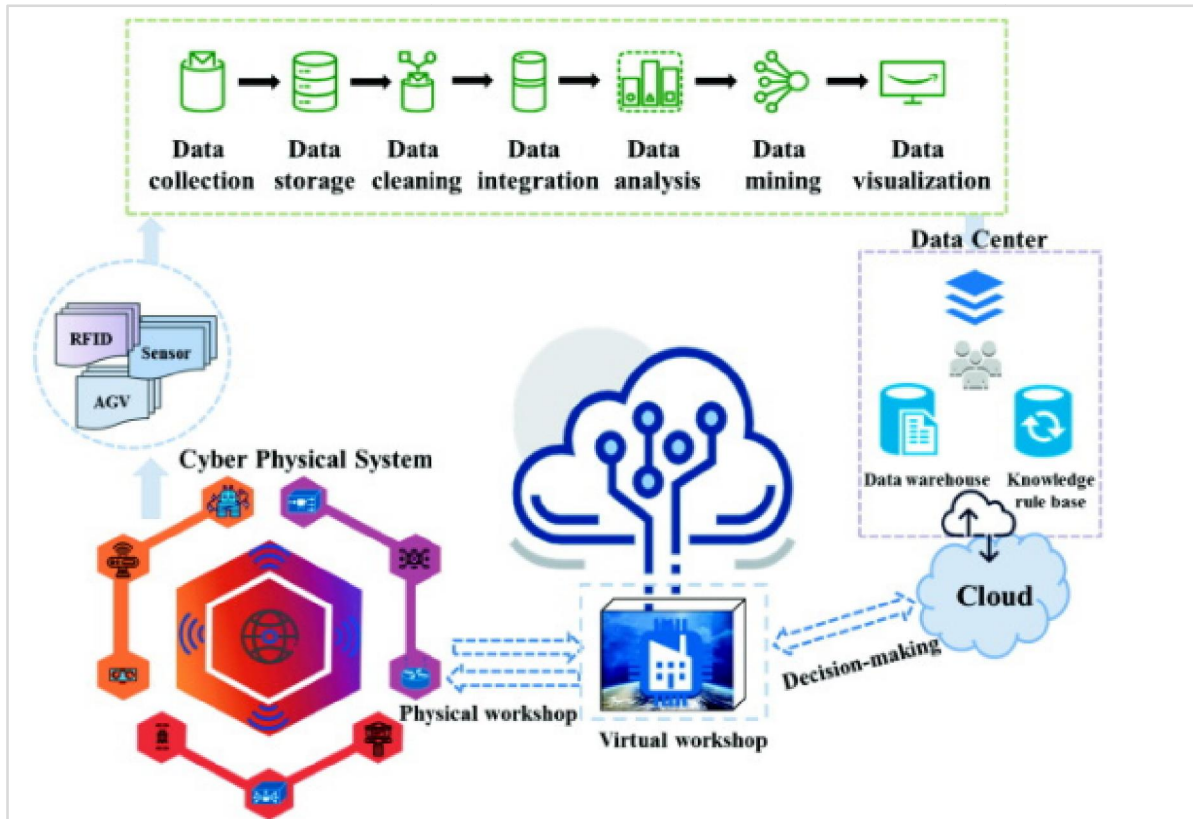 Data collection
Data storage
Data cleaning
Data integration
Data analysis
Data mining
Data visualization
Data Center
RFID
Sensor
AGV
Data warehouse
Knowledge rule base
Cyber Physical System
Cloud
Decision-making
Physical workshop
Virtual workshop